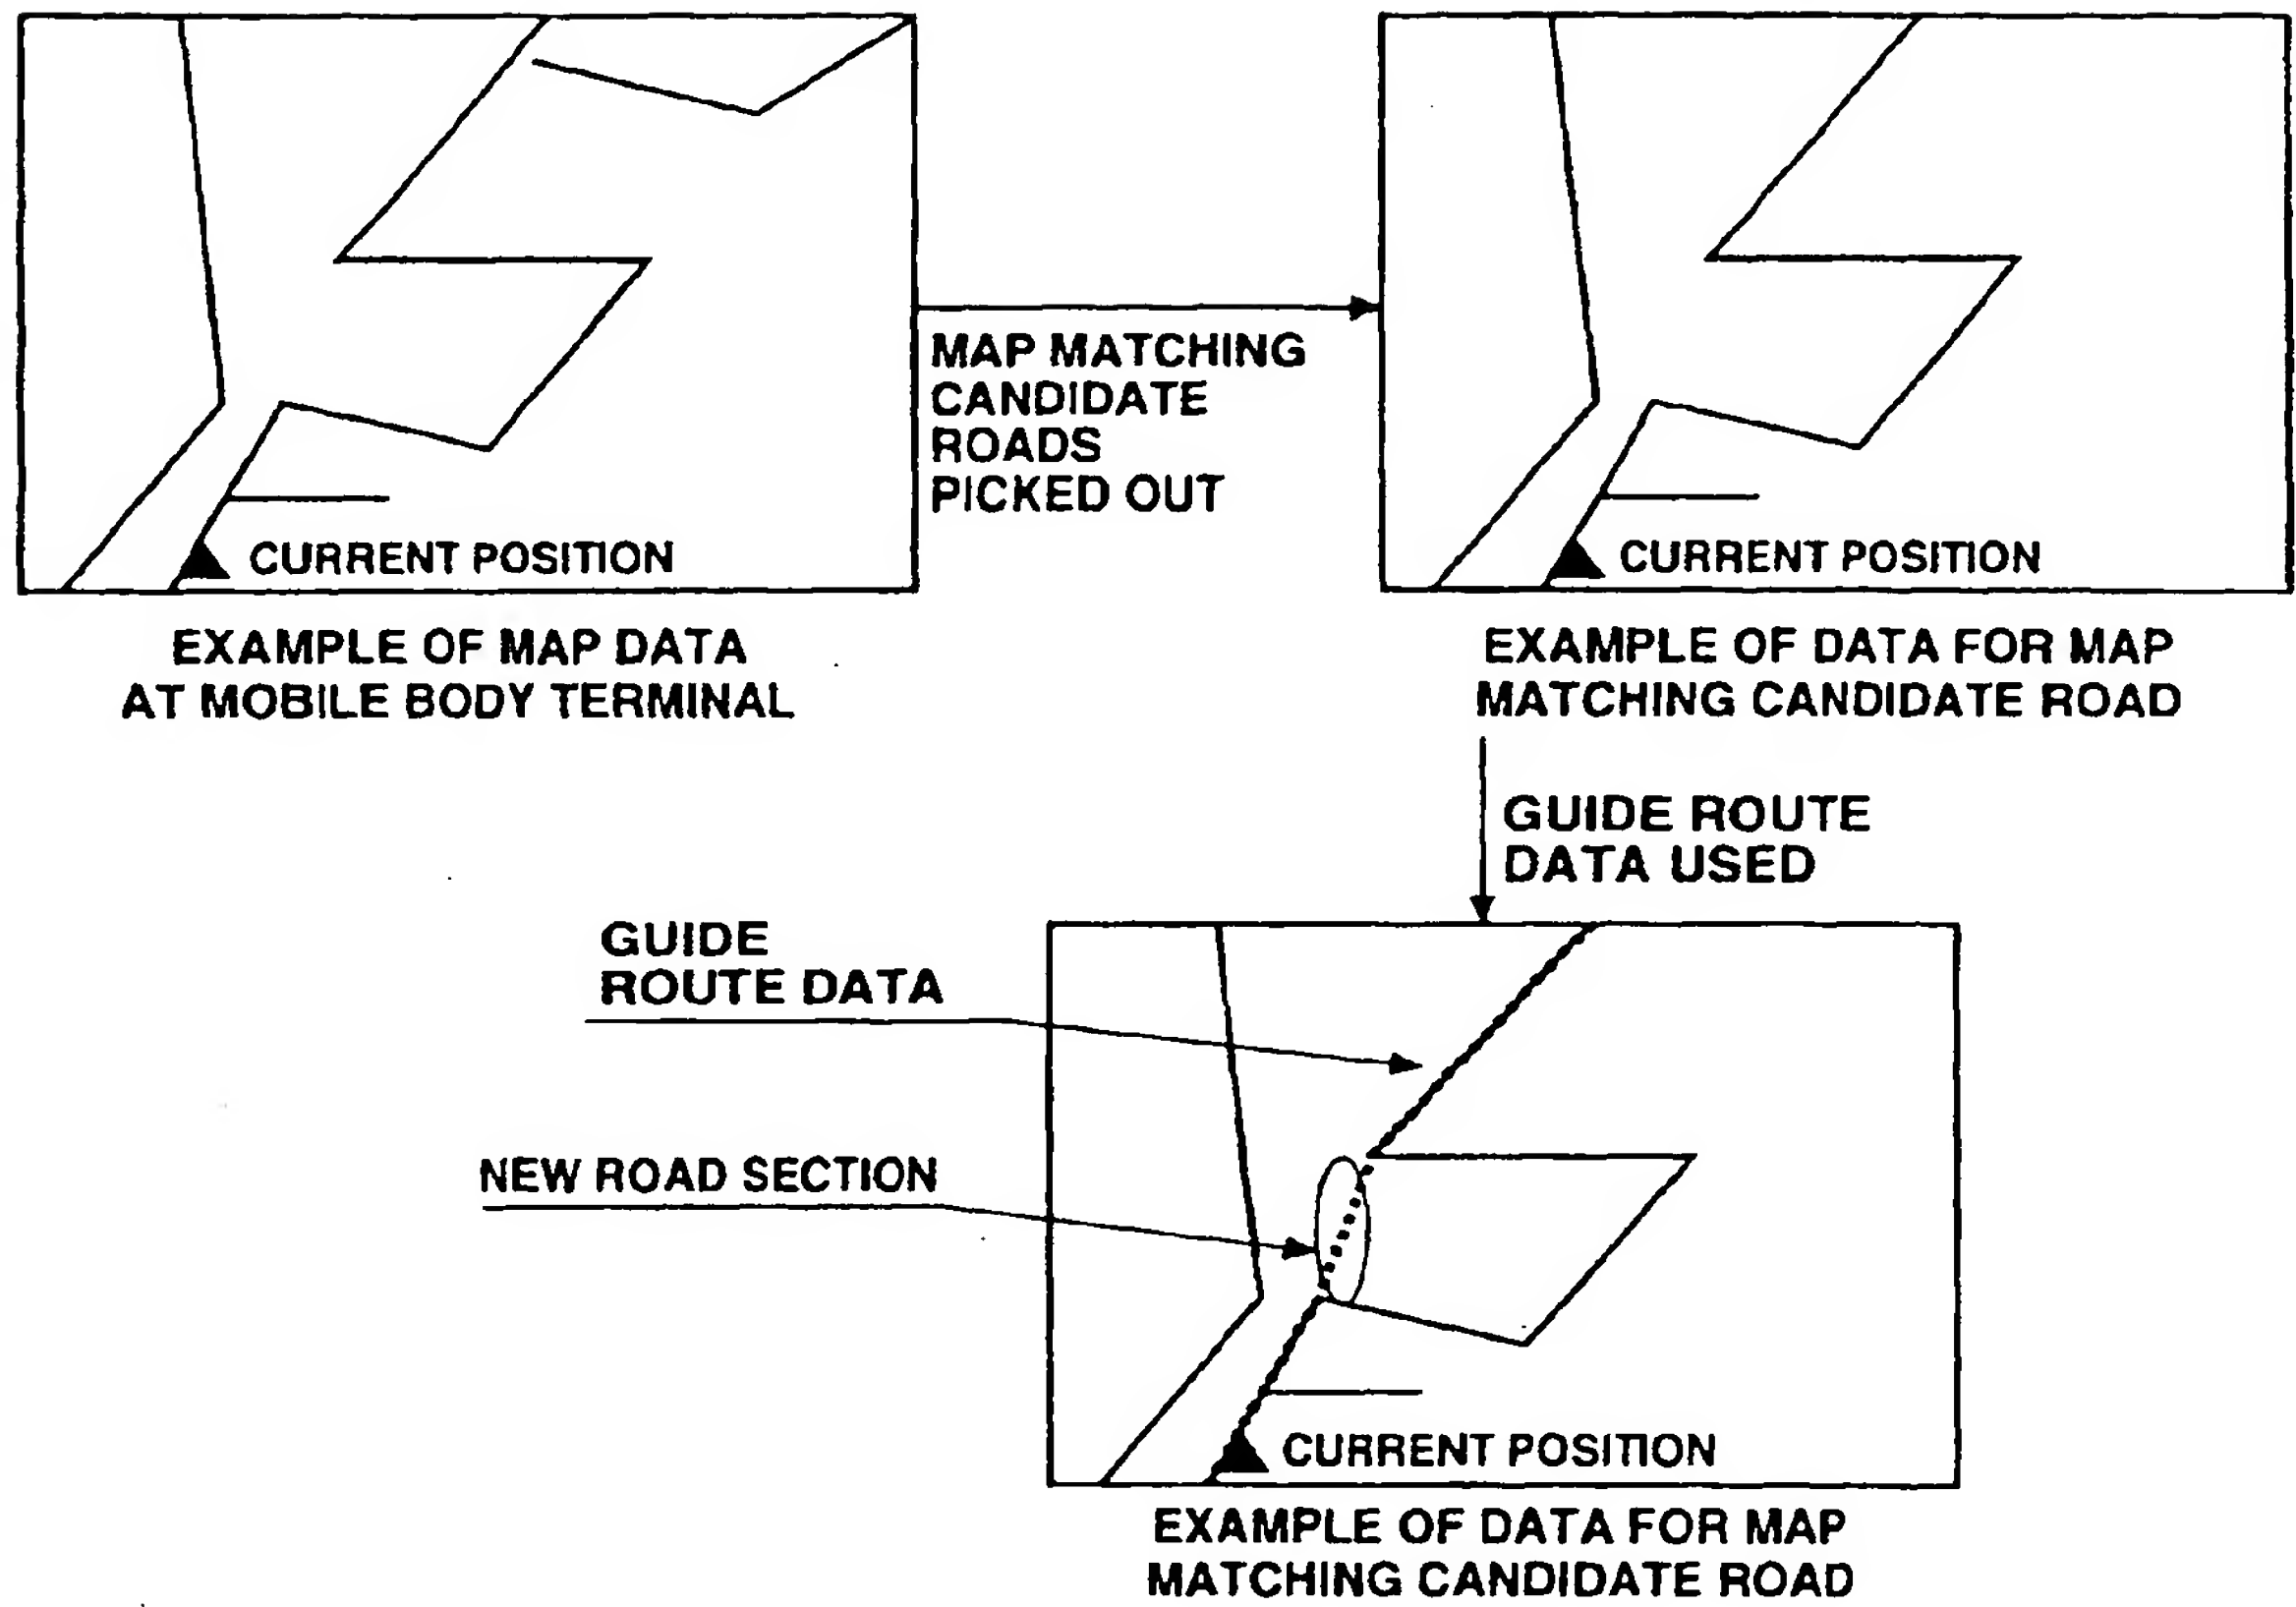 MAP MATCHING
CANDIDATE
ROADS
PICKED OUT
CURRENT POSITION
CURRENT POSITION
EXAMPLE OF MAP DATA
AT MOBILE BODY TERMINAL
EXAMPLE OF DATA FOR MAP
MATCHING CANDIDATE ROAD
GUIDE ROUTE
DATA USED
GUIDE
ROUTE DATA
NEW ROAD SECTION
CURRENT POSITION
EXAMPLE OF DATA FOR MAP
MATCHING CANDIDATE ROAD